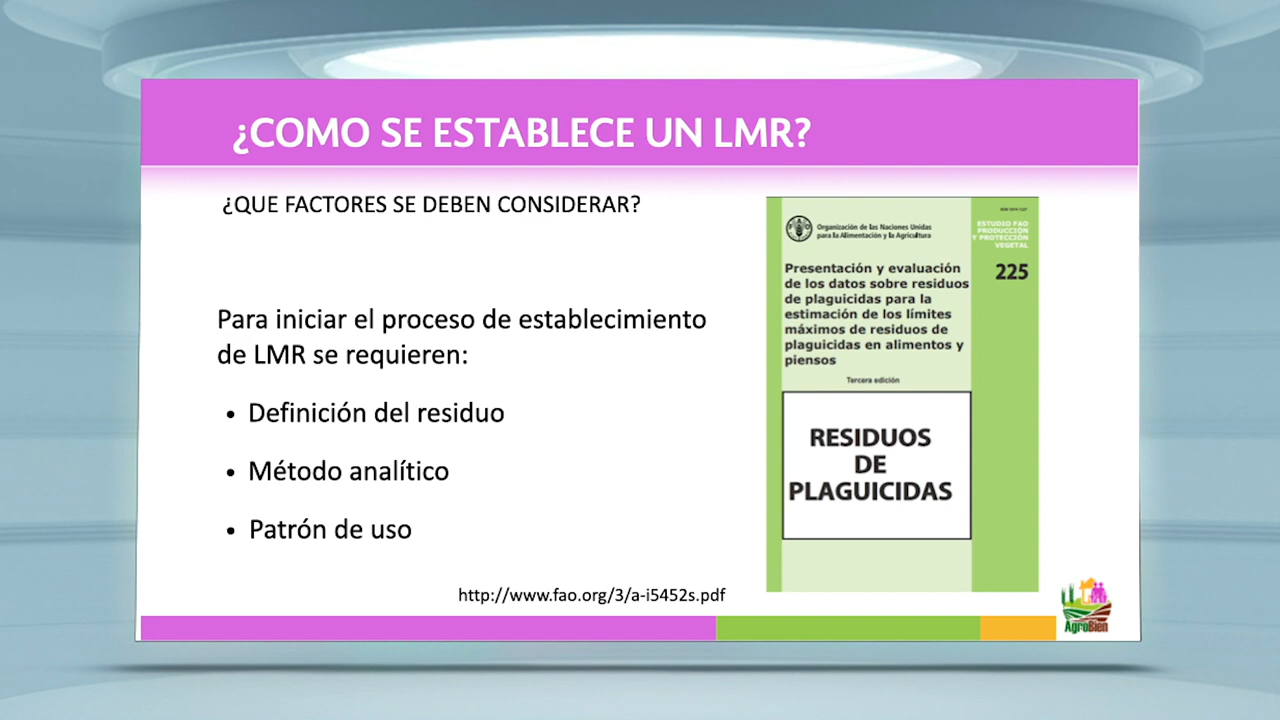 ¿COMO SE ESTABLECE UN LMR?
¿QUE FACTORES SE DEBEN CONSIDERAR?
Para iniciar el proceso de establecimiento
de LMR se requieren:
• Definición del residuo
• Método analítico
• Patrón de uso
http://www.fao.org/3/a-i5452s.pdf
Organización de las Naciones Unidas
para la Alimentación y la Agricultura
ESTUDIO FAO
PRODUCCIÓN
Y PROTECCIÓN
VEGETAL
225
Presentación y evaluación
de los datos sobre residuos
de plaguicidas para la
estimación de los límites
máximos de residuos de
plaguicidas en alimentos y
piensos
Tercera edición
RESIDUOS
DE
PLAGUICIDAS
AgroBien